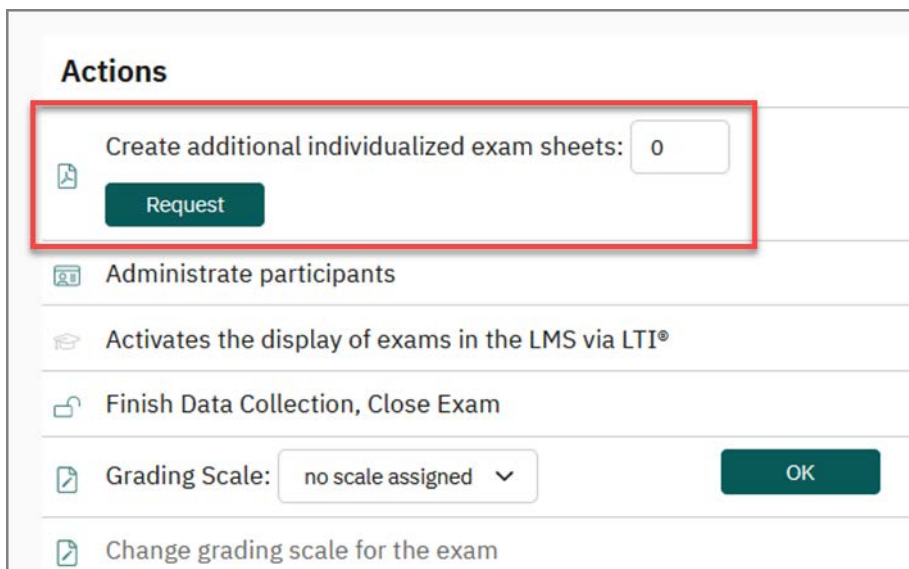 Actions
Create additional individualized exam sheets: 0
Request
Administrate participants
Activates the display of exams in the LMS via LTI®
Finish Data Collection, Close Exam
Grading Scale: no scale assigned OK
Change grading scale for the exam